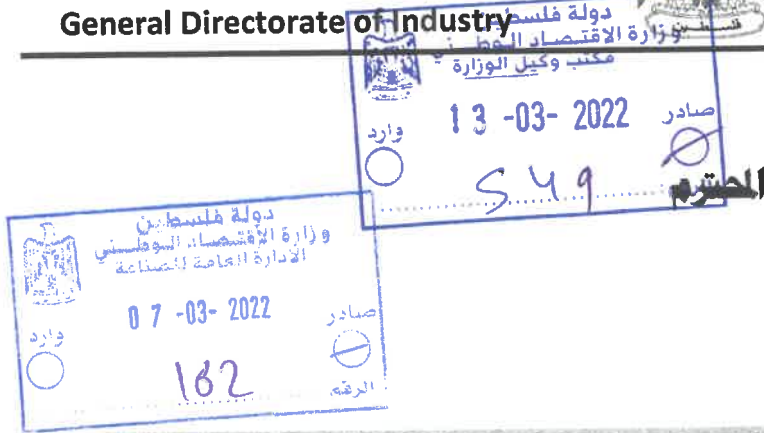 General Directorate of Industry
فلسطين
دولة فلسطين
وزارة الاقتصاد الوطني
مكتب وكيل الوزارة
صادر
13 -03- 2022
وارد
549
المحترم
دولة فلسطين
وزارة الاقتصاد الوطني
الادارة العامة للصناعة
صادر
07 -03- 2022
وارد
162
الرقم